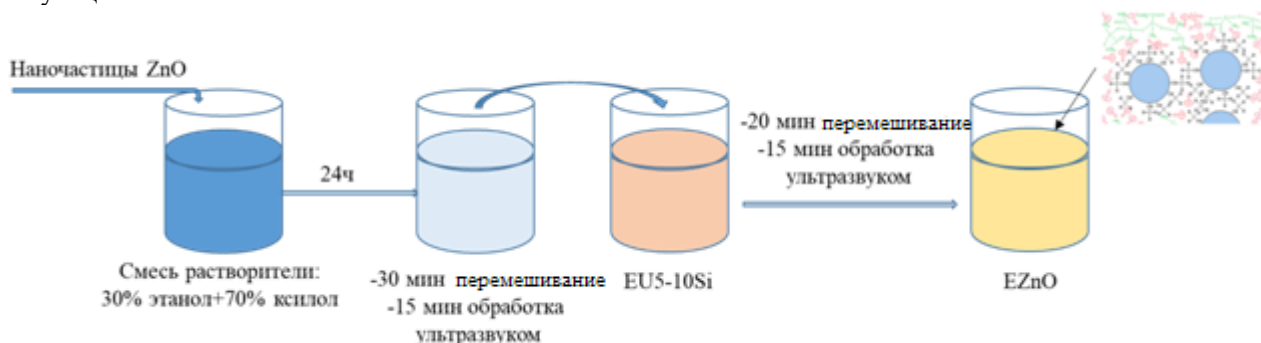 Наночастицы ZnO
24ч
Смесь растворители:
30% этанол+70% ксилол
-30 мин перемешивание
-15 мин обработка
ультразвуком
EU5-10Si
-20 мин перемешивание
-15 мин обработка
ультразвуком
EZnO